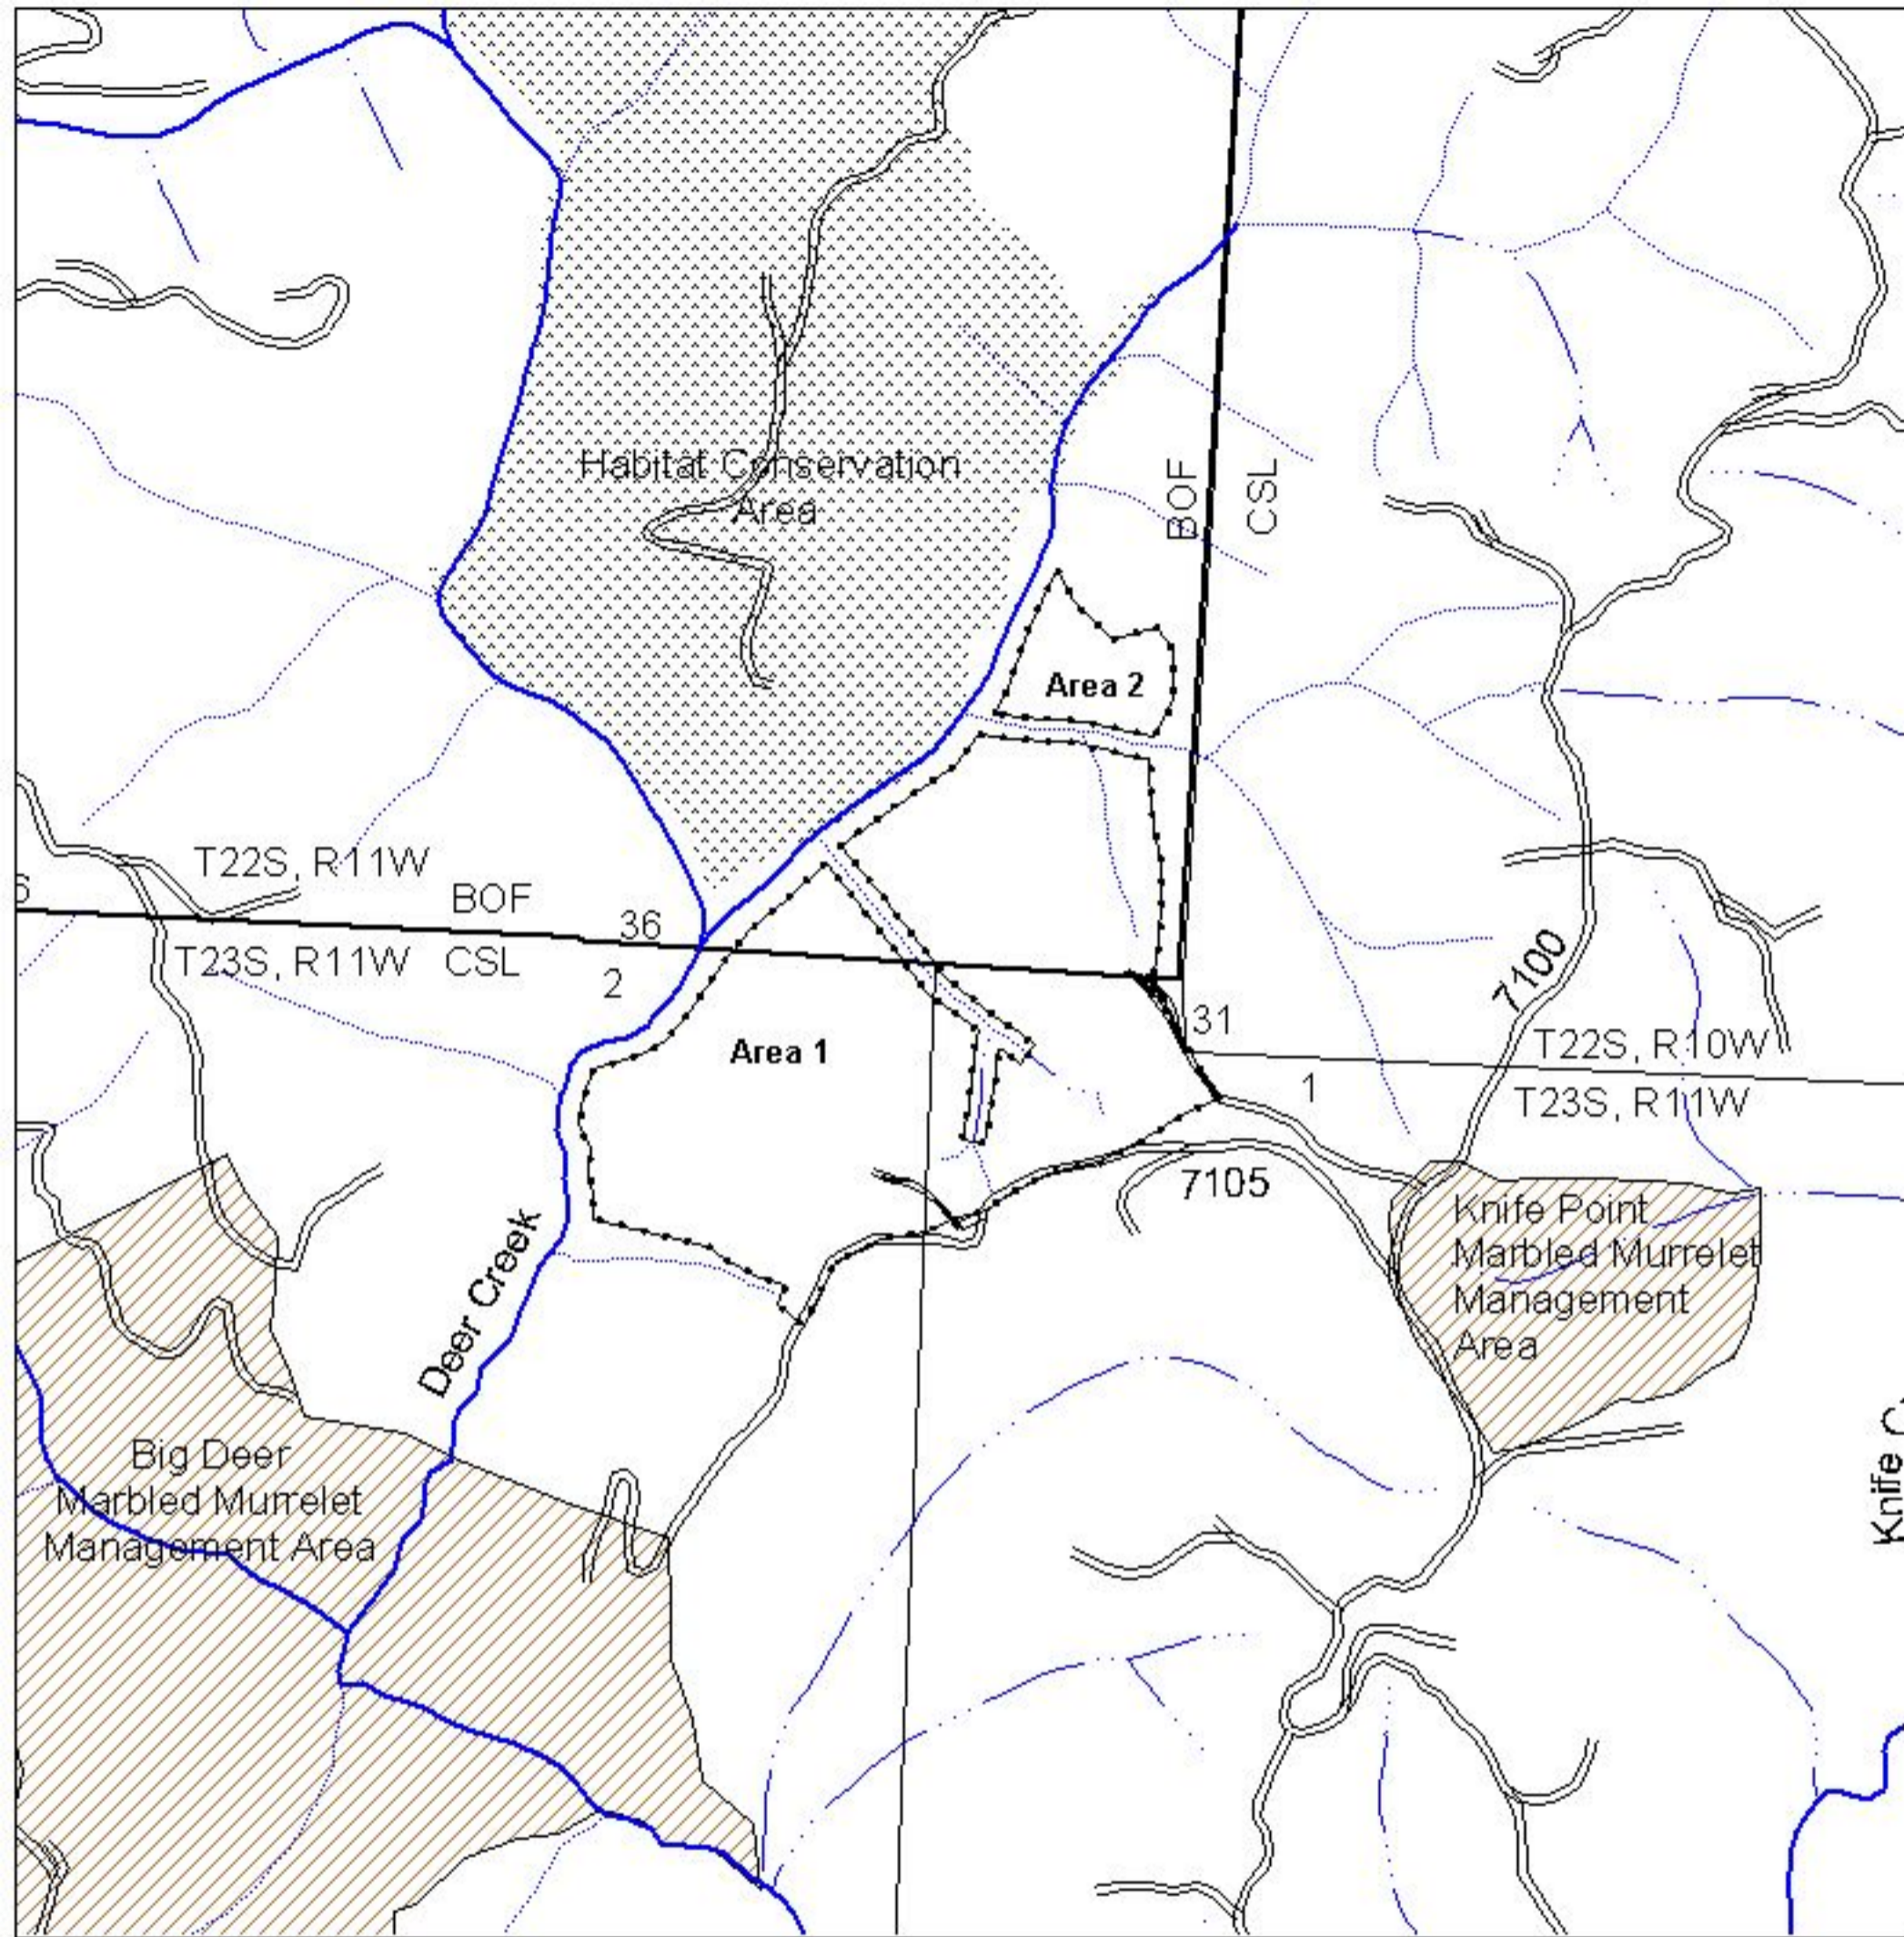 Habitat Conservation
Area
BOF
CSL
Area 2
T22S, R11W
BOF
36
T23S, R11W
CSL
2
7100
31
T22S, R10W
Area 1
1
T23S, R11W
7105
Knife Point
Marbled Murrelet
Management
Area
Deer Creek
Big Deer
Marbled Murrelet
Management Area
Knife